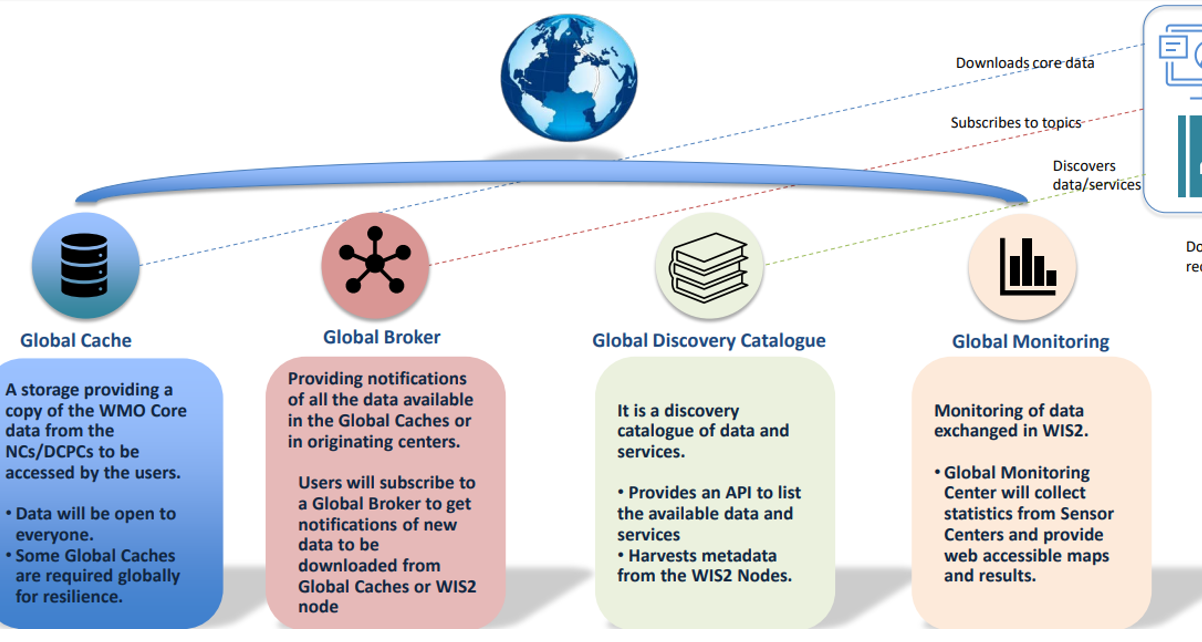 Downloads core data
Subscribes to topics
Discovers
data/services
Global Cache
A storage providing a
copy of the WMO Core
data from the
NCs/DCPCs to be
accessed by the users.
• Data will be open to
everyone.
• Some Global Caches
are required globally
for resilience.
Global Broker
Providing notifications
of all the data available
in the Global Caches or
in originating centers.
Users will subscribe to
a Global Broker to get
notifications of new
data to be
downloaded from
Global Caches or WIS2
node
Global Discovery Catalogue
It is a discovery
catalogue of data and
services.
• Provides an API to list
the available data and
services
• Harvests metadata
from the WIS2 Nodes.
Global Monitoring
Monitoring of data
exchanged in WIS2.
• Global Monitoring
Center will collect
statistics from Sensor
Centers and provide
web accessible maps
and results.